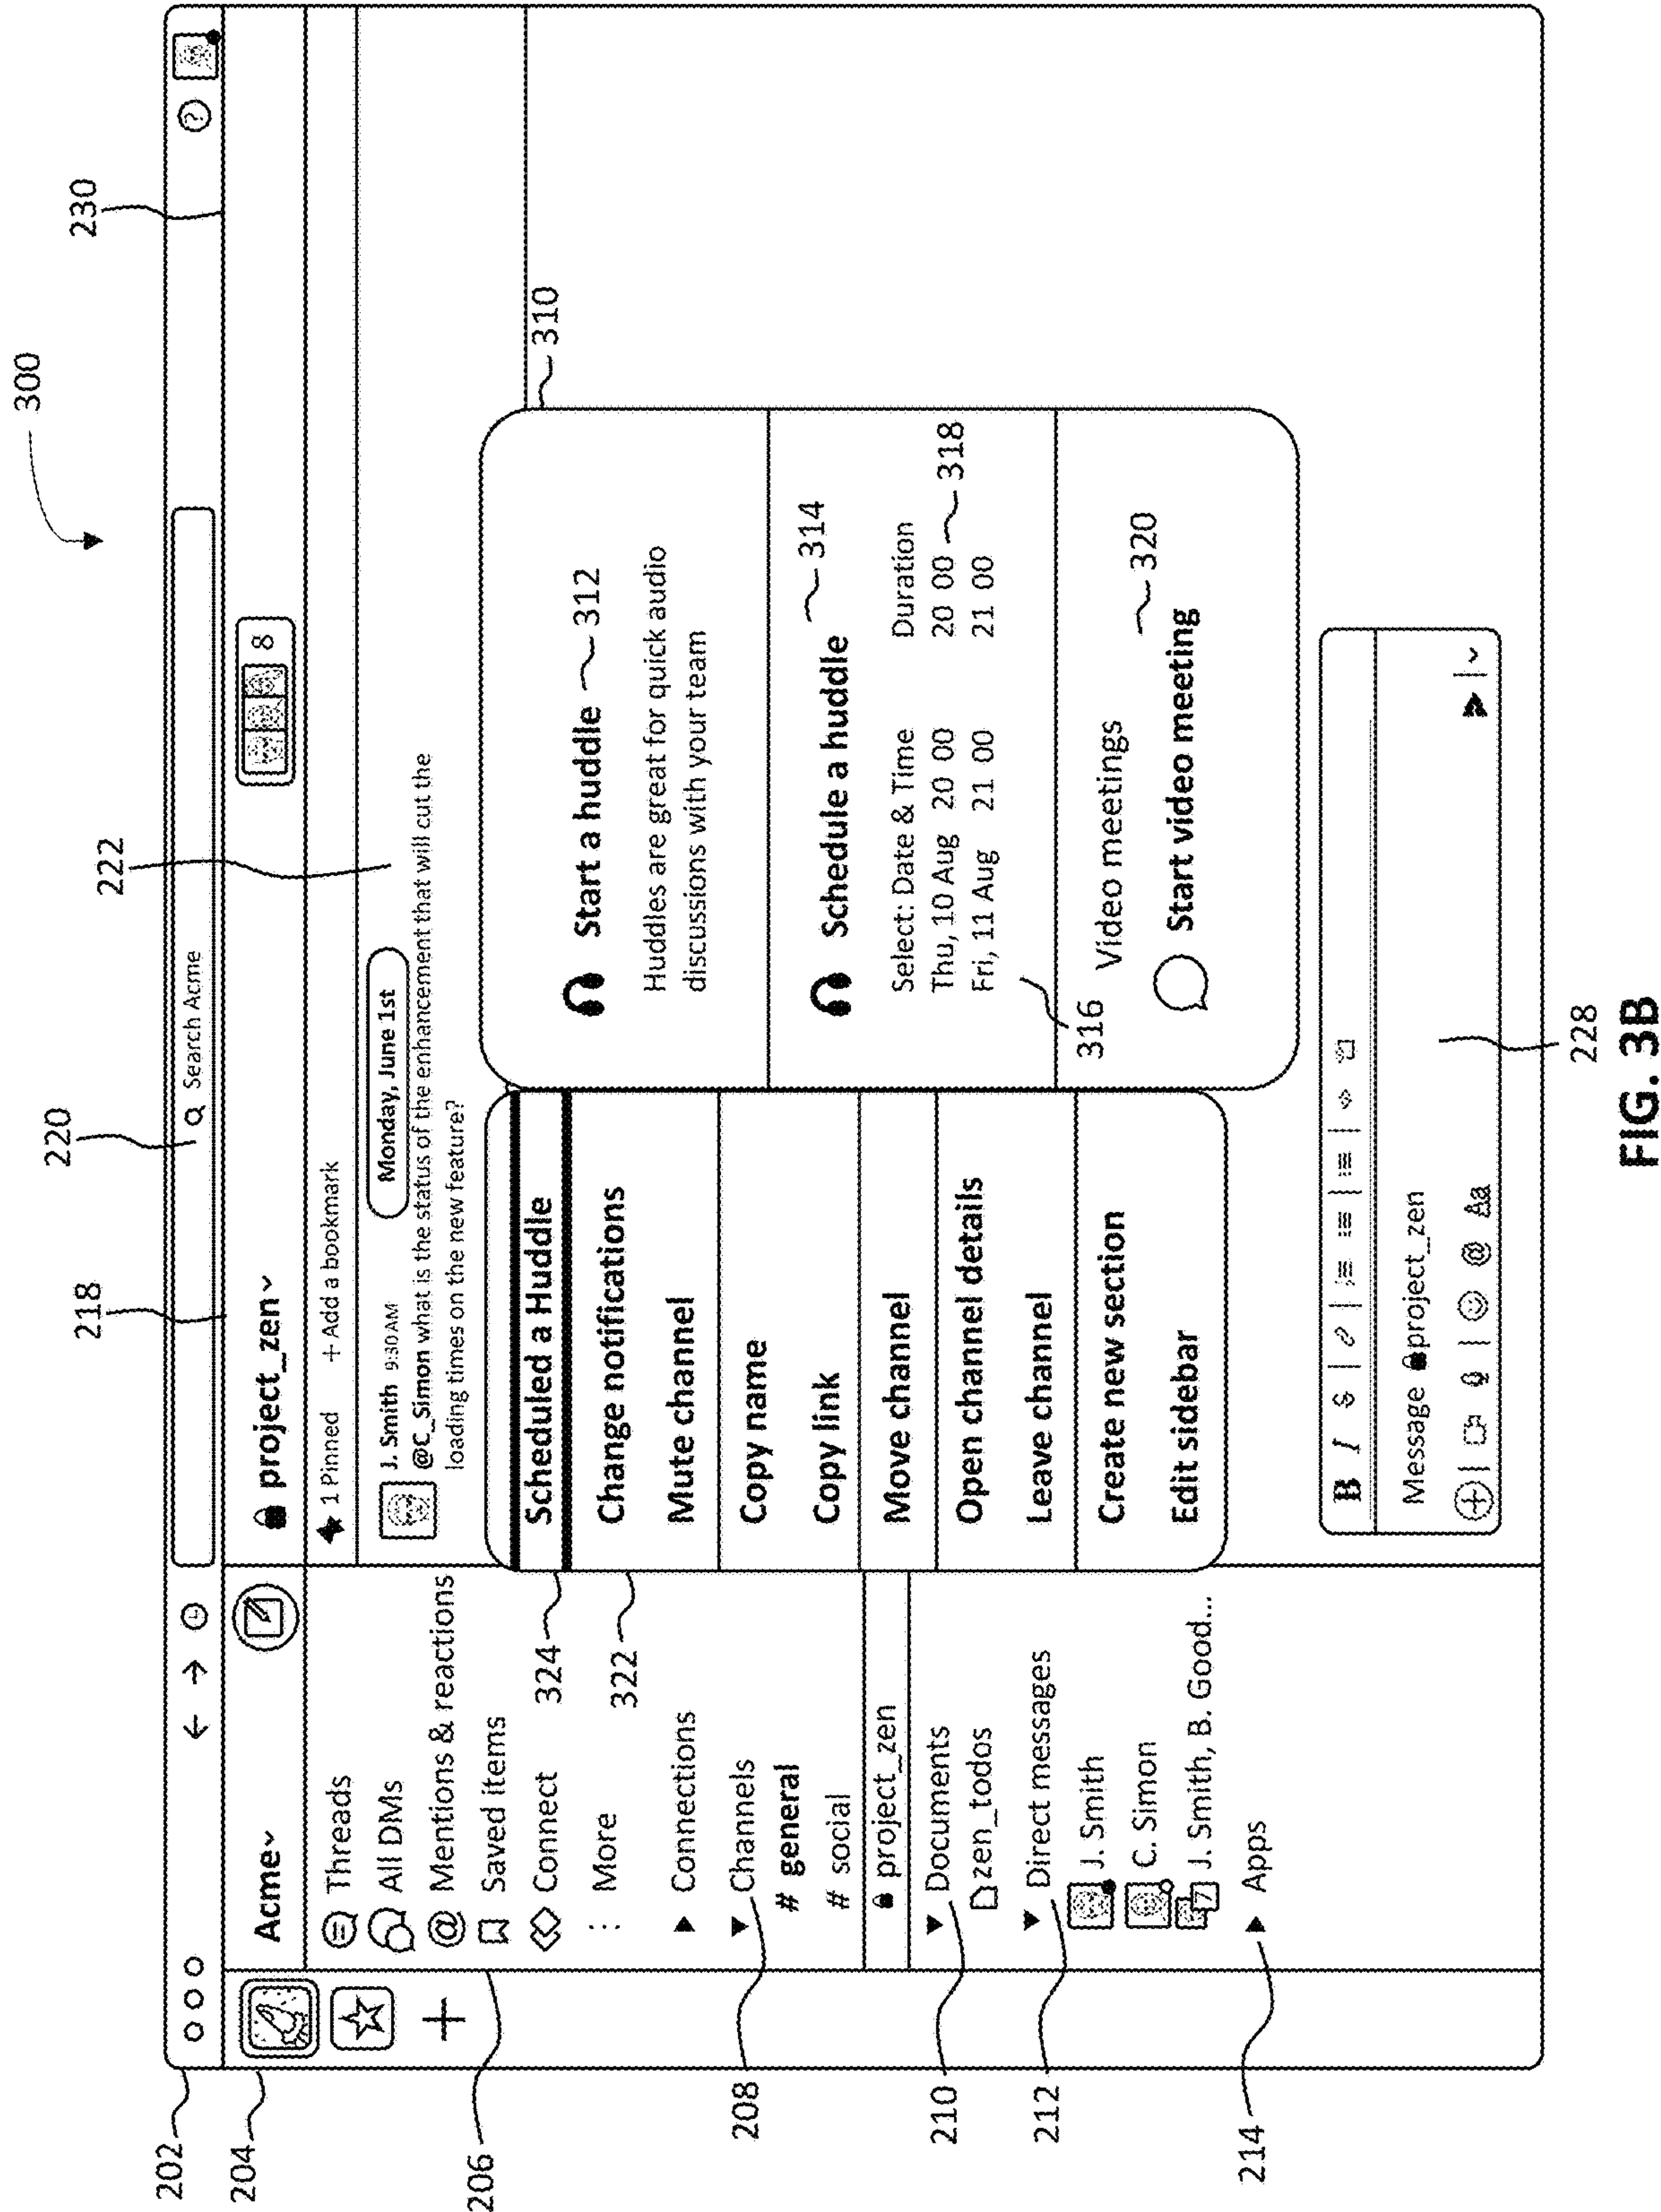 300
202
204
206
208
210
212
214
218
220
222
230
Search Acme
?
Acme
Threads
All DMs
@ Mentions & reactions
Saved items
Connect
More
Connections
Channels
# general
# social
project_zen
Documents
zen_todos
Direct messages
J. Smith
C. Simon
7 J. Smith, B. Good...
Apps
project_zen
8
1 Pinned + Add a bookmark
Monday, June 1st
J. Smith 9:30 AM
@C_Simon what is the status of the enhancement that will cut the
loading times on the new feature?
324
322
Scheduled a Huddle
Change notifications
Mute channel
Copy name
Copy link
Move channel
Open channel details
Leave channel
Create new section
Edit sidebar
310
Start a huddle 312
Huddles are great for quick audio
discussions with your team
Schedule a huddle 314
Select: Date & Time Duration
Thu, 10 Aug 20 00 20 00 318
Fri, 11 Aug 21 00 21 00
316
Video meetings
320
Start video meeting
B I S
Message project_zen
@ Aa
228
FIG. 3B